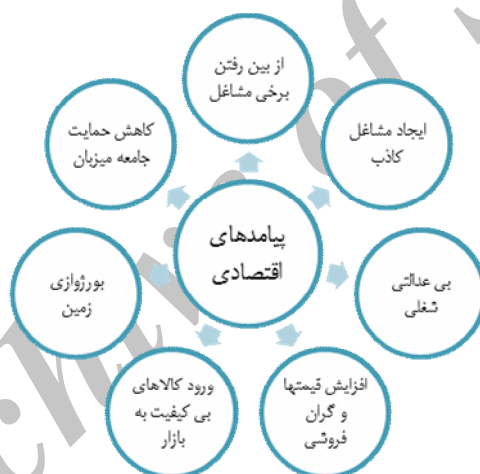 از بین رفتن
برخی مشاغل
ایجاد مشاغل
کاذب
بی عدالتی
شغلی
افزایش قیمتها
و گران
فروشی
ورود کالاهای
بی کیفیت به
بازار
بورژوازی
زمین
کاهش حمایت
جامعه میزبان
پیامدهای
اقتصادی